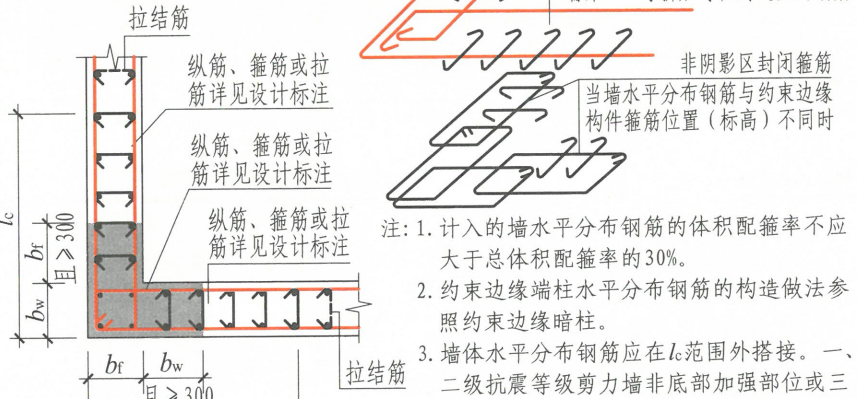 拉结筋
纵筋、箍筋或拉
筋详见设计标注
纵筋、箍筋或拉
筋详见设计标注
纵筋、箍筋或拉
筋详见设计标注
lc
bf
且≥300
bw
bf
bw
且≥300
拉结筋
非阴影区封闭箍筋
当墙水平分布钢筋与约束边缘
构件箍筋位置（标高）不同时
注: 1. 计入的墙水平分布钢筋的体积配箍率不应
大于总体积配箍率的30%。
2. 约束边缘端柱水平分布钢筋的构造做法参
照约束边缘暗柱。
3. 墙体水平分布钢筋应在lc范围外搭接。一、
二级抗震等级剪力墙非底部加强部位或三